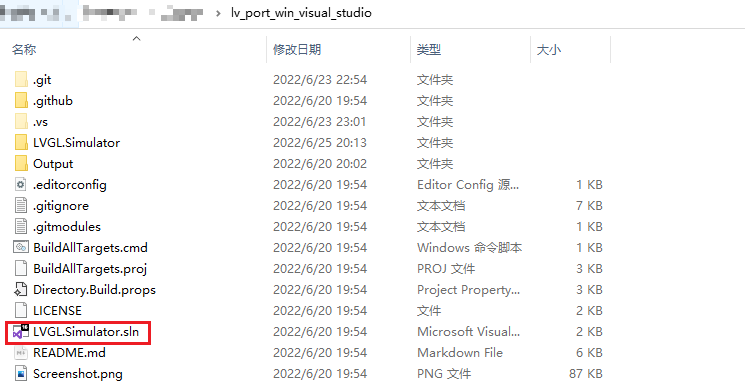 lv_port_win_visual_studio
名称 修改日期 类型 大小
.git 2022/6/23 22:54 文件夹
.github 2022/6/20 19:54 文件夹
.vs 2022/6/23 23:01 文件夹
LVGL.Simulator 2022/6/25 20:13 文件夹
Output 2022/6/20 20:02 文件夹
.editorconfig 2022/6/20 19:54 Editor Config 源... 1 KB
.gitignore 2022/6/20 19:54 文本文档 7 KB
.gitmodules 2022/6/20 19:54 文本文档 1 KB
BuildAllTargets.cmd 2022/6/20 19:54 Windows 命令脚本 1 KB
BuildAllTargets.proj 2022/6/20 19:54 PROJ 文件 3 KB
Directory.Build.props 2022/6/20 19:54 Project Property... 3 KB
LICENSE 2022/6/20 19:54 文件 2 KB
LVGL.Simulator.sln 2022/6/20 19:54 Microsoft Visual... 2 KB
README.md 2022/6/20 19:54 Markdown File 6 KB
Screenshot.png 2022/6/20 19:54 PNG 文件 87 KB